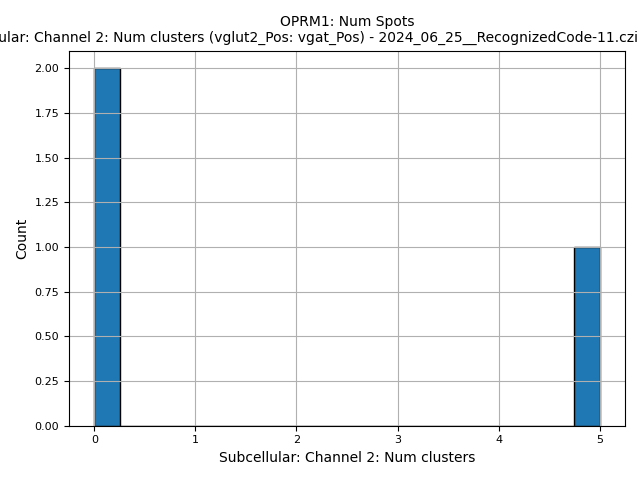 OPRM1: Num Spots
ular: Channel 2: Num clusters (vglut2_Pos: vgat_Pos) - 2024_06_25__RecognizedCode-11.czi
2.00
1.75
1.50
1.25
1.00
0.75
0.50
0.25
0.00
Count
0 1 2 3 4 5
Subcellular: Channel 2: Num clusters